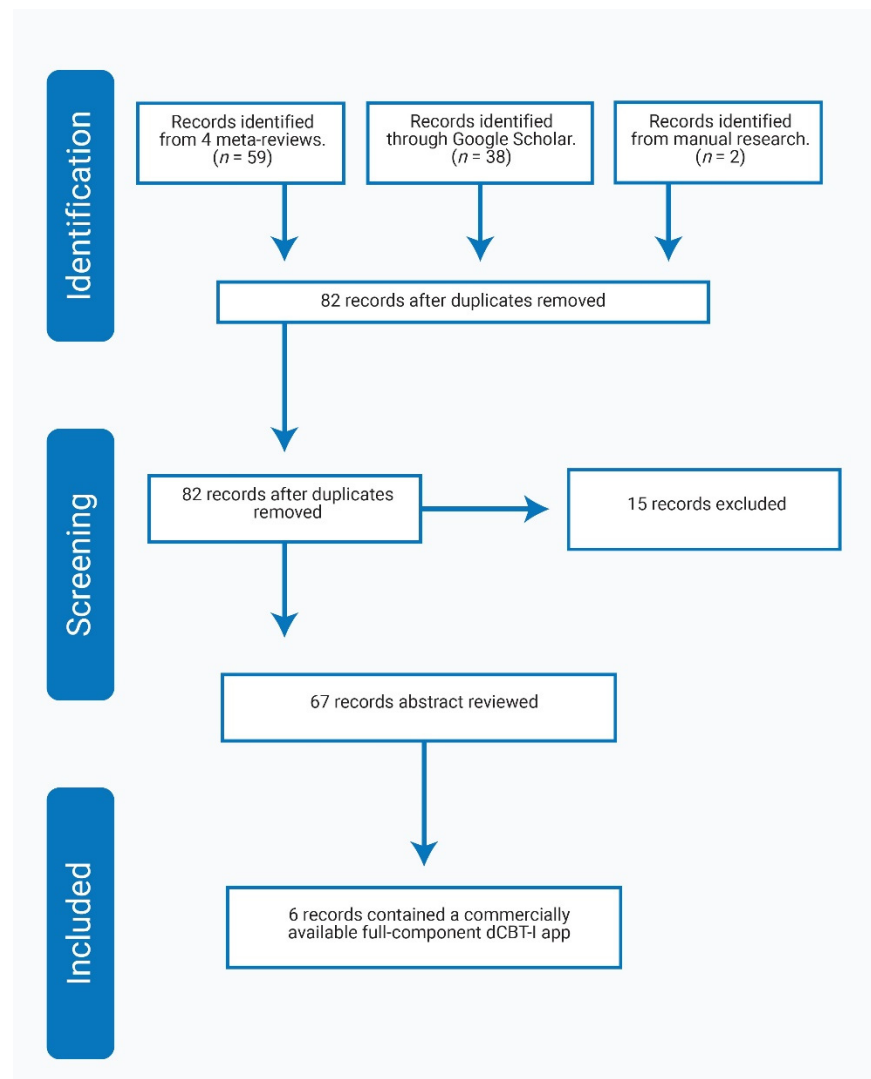 Identification
Records identified
from 4 meta-reviews.
(n = 59)
Records identified
through Google Scholar.
(n = 38)
Records identified
from manual research.
(n = 2)
82 records after duplicates removed
Screening
82 records after duplicates
removed
15 records excluded
67 records abstract reviewed
Included
6 records contained a commercially
available full-component dCBT-I app